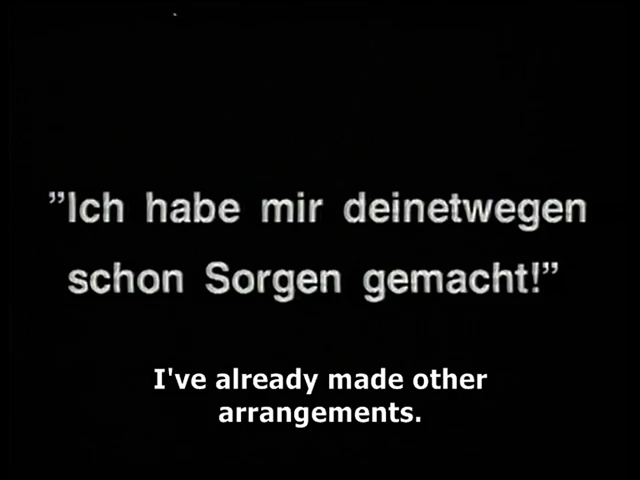 ”Ich habe mir deinetwegen
schon Sorgen gemacht!”
I've already made other
arrangements.